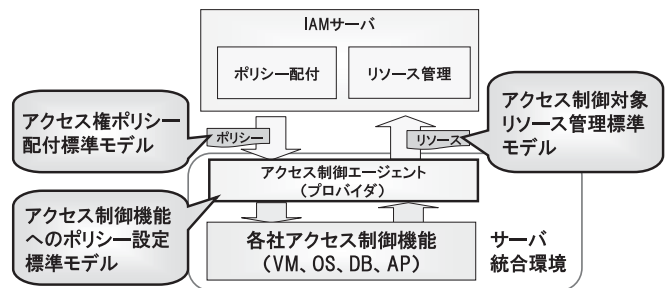 IAMサーバ
ポリシー配付
リソース管理
アクセス権ポリシー
配付標準モデル
ポリシー
リソース
アクセス制御対象
リソース管理標準
モデル
アクセス制御エージェント
(プロバイダ)
アクセス制御機能
へのポリシー設定
標準モデル
各社アクセス制御機能
(VM、OS、DB、AP)
サーバ
統合環境